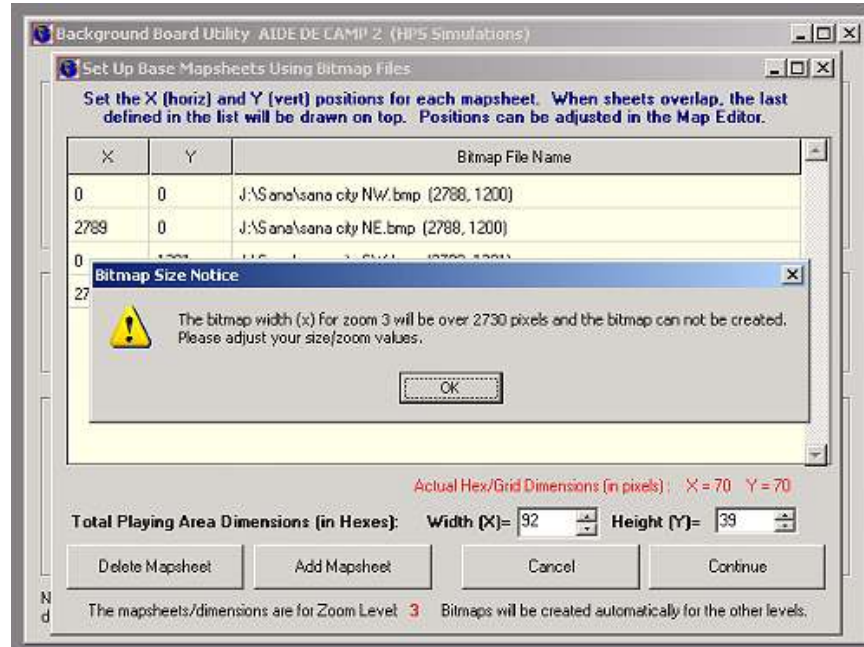 Background Board Utility AIDE DE CAMP 2 (HPS Simulations)
Set Up Base Mapsheets Using Bitmap Files
Set the X (horiz) and Y (vert) positions for each mapsheet. When sheets overlap, the last
defined in the list will be drawn on top. Positions can be adjusted in the Map Editor.
X Y Bitmap File Name
0 0 J:\Sana\sana city NW.bmp (2788, 1200)
2789 0 J:\Sana\sana city NE.bmp (2788, 1200)
0
Bitmap Size Notice
27
The bitmap width (x) for zoom 3 will be over 2730 pixels and the bitmap can not be created.
Please adjust your size/zoom values.
OK
Actual Hex/Grid Dimensions (in pixels): X = 70 Y = 70
Total Playing Area Dimensions (in Hexes): Width (X)= 92 Height (Y)= 39
Delete Mapsheet Add Mapsheet Cancel Continue
N
d
The mapsheets/dimensions are for Zoom Level: 3 Bitmaps will be created automatically for the other levels.